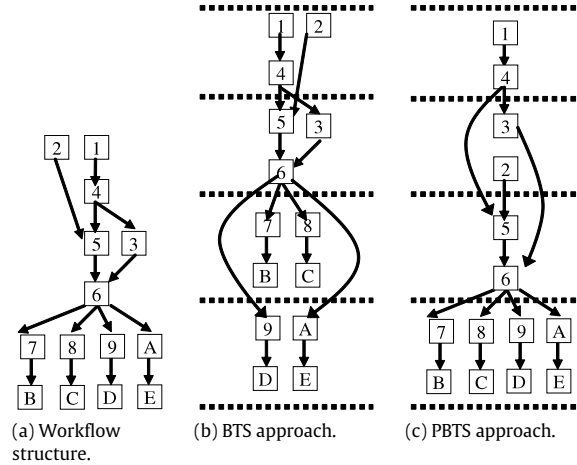 2 1
4
5 3
6
7 8 9 A
B C D E
(a) Workflow
structure.
1 2
4
5 3
6
7 8
B C
9 A
D E
(b) BTS approach.
1
4
3
2
5
6
7 8 9 A
B C D E
(c) PBTS approach.